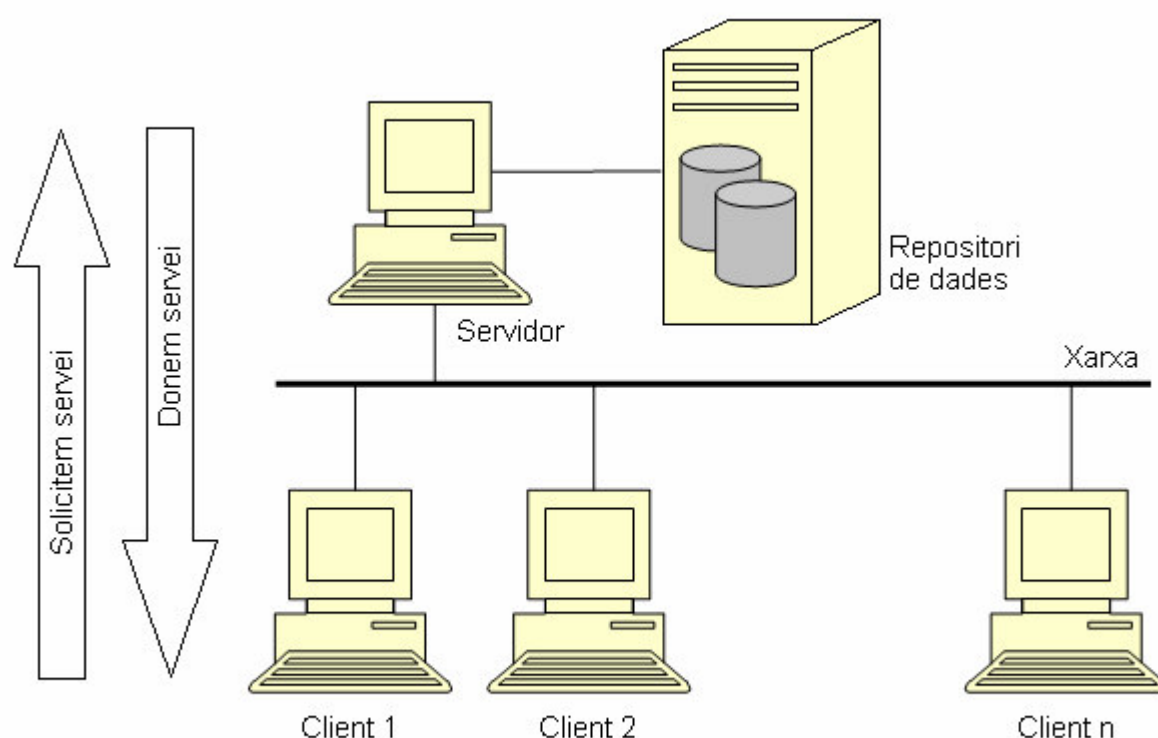 Repositori
de dades
Servidor
Xarxa
Solicitem servei
Donem servei
Client 1
Client 2
Client n